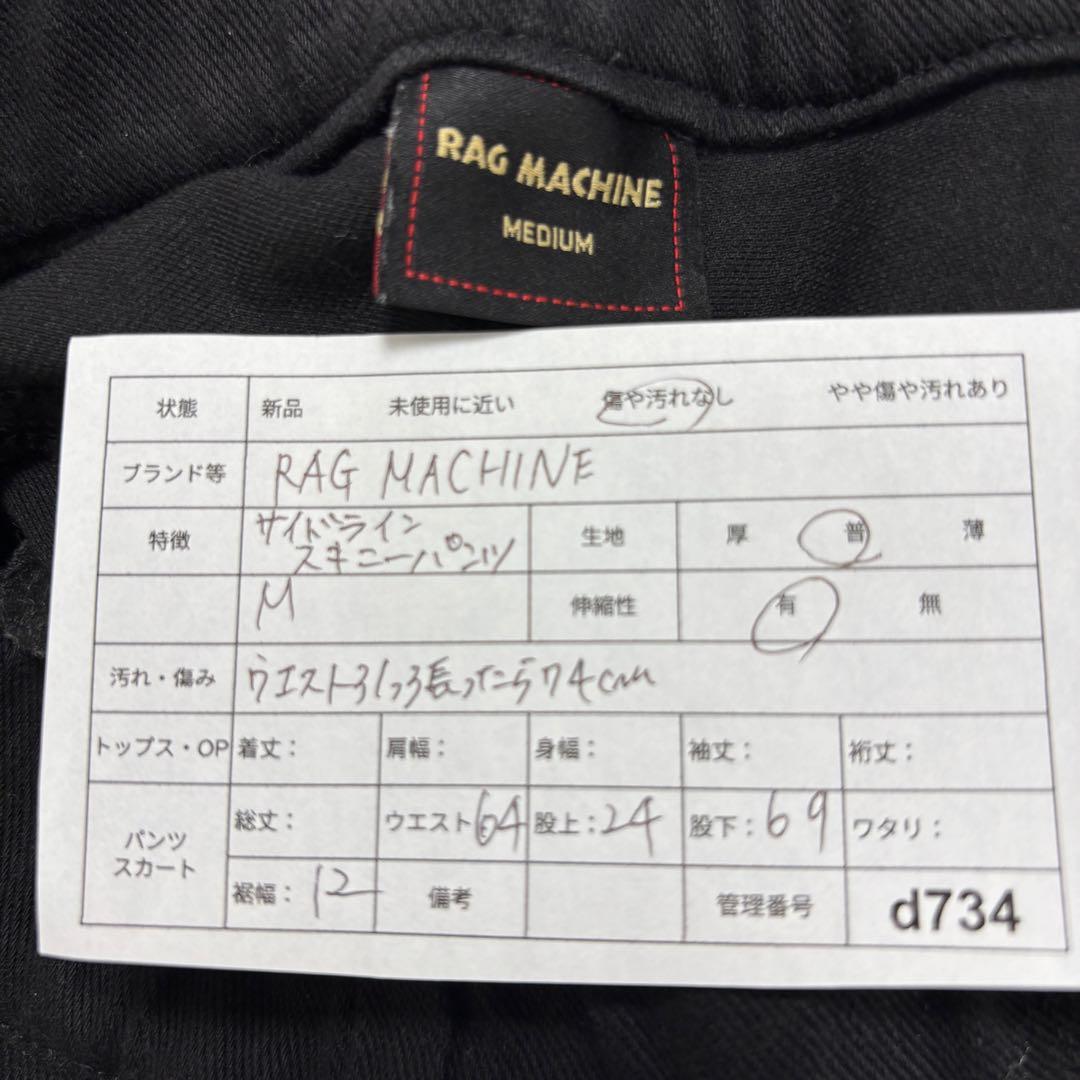 RAG MACHINE
MEDIUM
状態 新品 未使用に近い 傷や汚れなし やや傷や汚れあり
ブランド等 RAG MACHINE
特徴 サイドライン
スキニーパンツ
生地 厚 普 薄
M 伸縮性 有 無
汚れ・傷み ウエスト引っ張ったら74cm
トップス・OP 着丈: 肩幅: 身幅: 袖丈: 裄丈:
パンツ
スカート
総丈: ウエスト64 股上:24 股下:69 ワタリ:
裾幅:12 備考 管理番号 d734